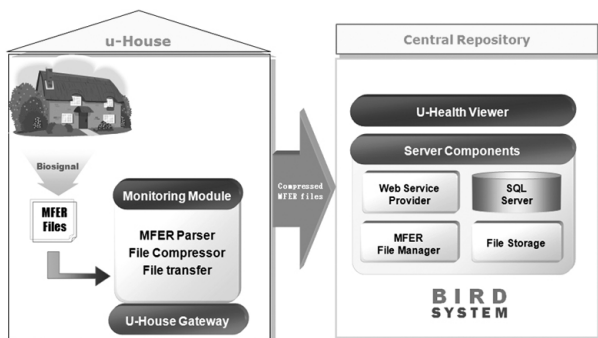 u-House
Biosignal
MFER
Files
Monitoring Module
MFER Parser
File Compressor
File transfer
U-House Gateway
Compressed
MFER files
Central Repository
U-Health Viewer
Server Components
Web Service
Provider
SQL
Server
MFER
File Manager
File Storage
BIRD
SYSTEM